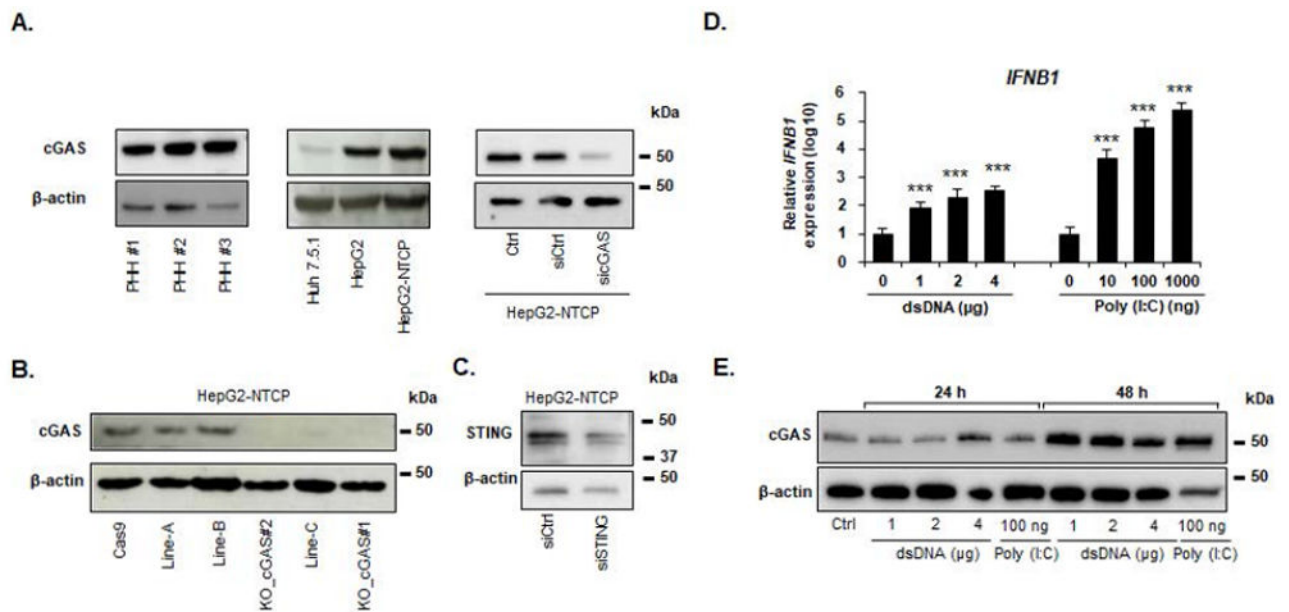 A.
kDa
cGAS
50
50
β-actin
PHH #1
PHH #2
PHH #3
Huh 7.5.1
HepG2
HepG2-NTCP
Ctrl
siCtrl
sicGAS
HepG2-NTCP
D.
IFNB1
Relative IFNB1
expression (log10)
6
5
4
3
2
1
0
*** *** *** *** *** ***
0 1 2 4 0 10 100 1000
dsDNA (µg) Poly (I:C) (ng)
B.
HepG2-NTCP
kDa
cGAS
50
50
β-actin
Cas9
Line-A
Line-B
KO_cGAS#2
Line-C
KO_cGAS#1
C.
kDa
HepG2-NTCP
50
STING
37
β-actin
50
siCtrl
siSTING
E.
24 h 48 h
kDa
cGAS
50
50
β-actin
Ctrl 1 2 4 100 ng 1 2 4 100 ng
dsDNA (µg) Poly (I:C) dsDNA (µg) Poly (I:C)